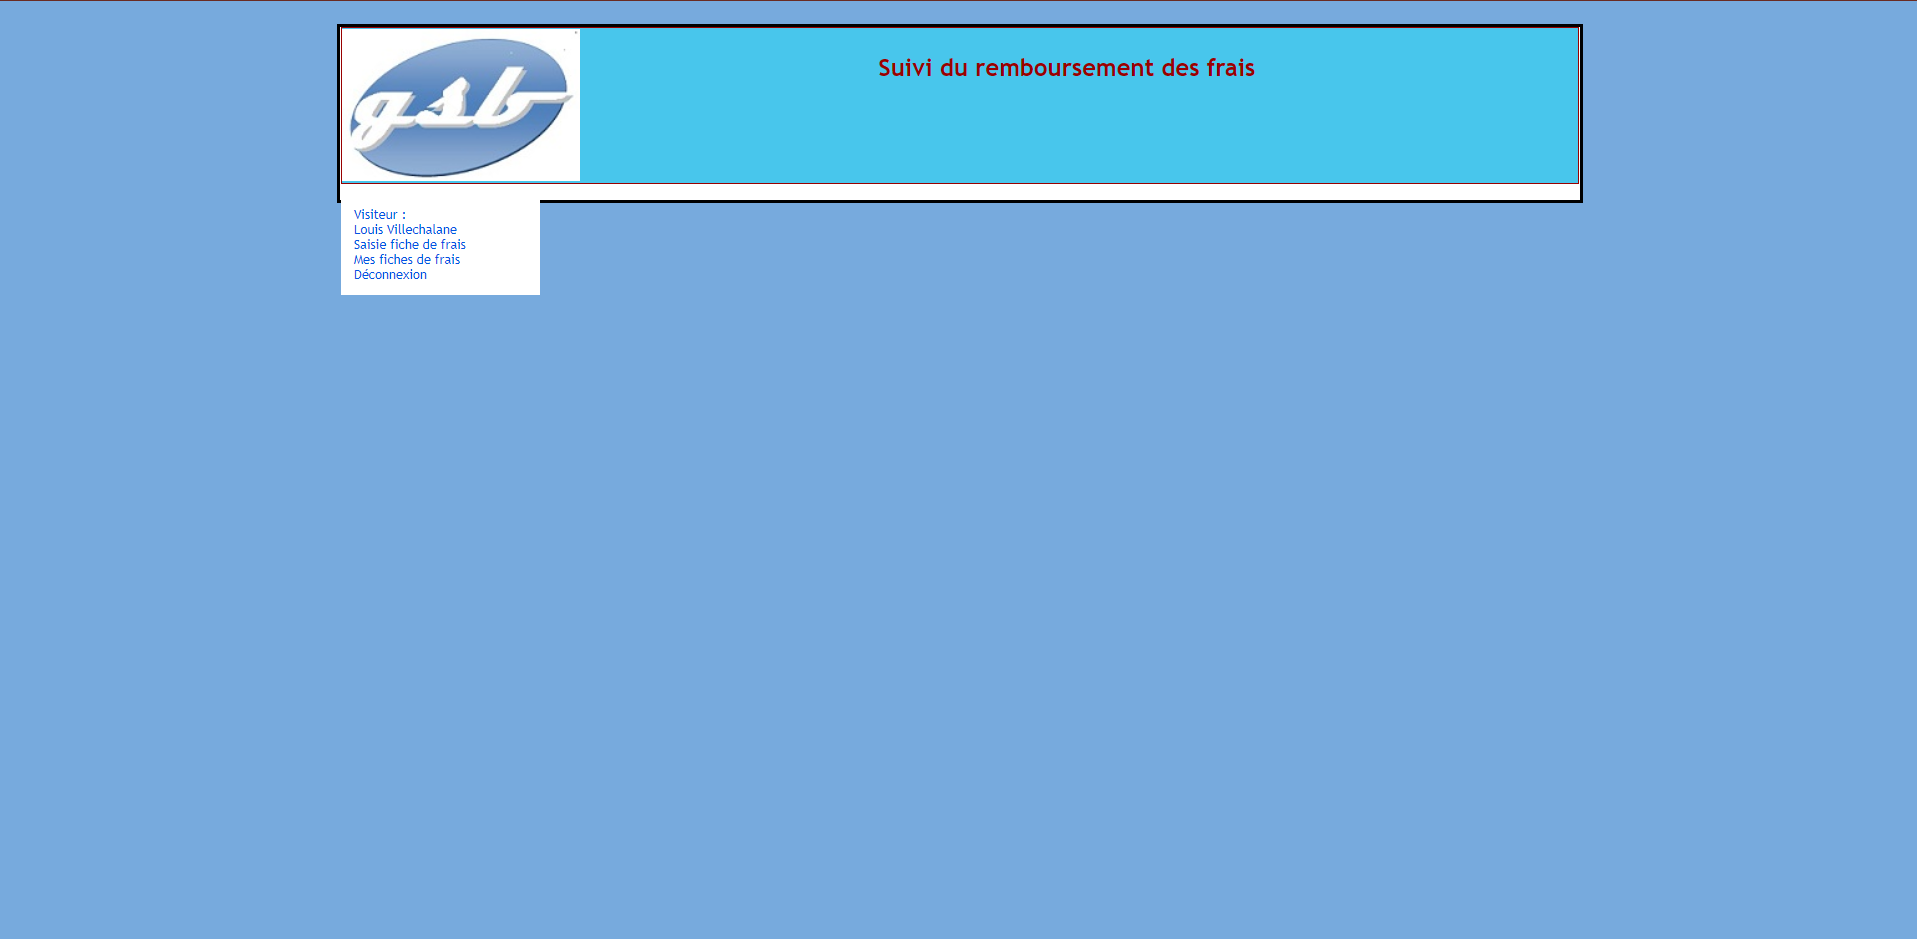 gsb
Suivi du remboursement des frais
Visiteur :
Louis Villechalane
Saisie fiche de frais
Mes fiches de frais
Déconnexion